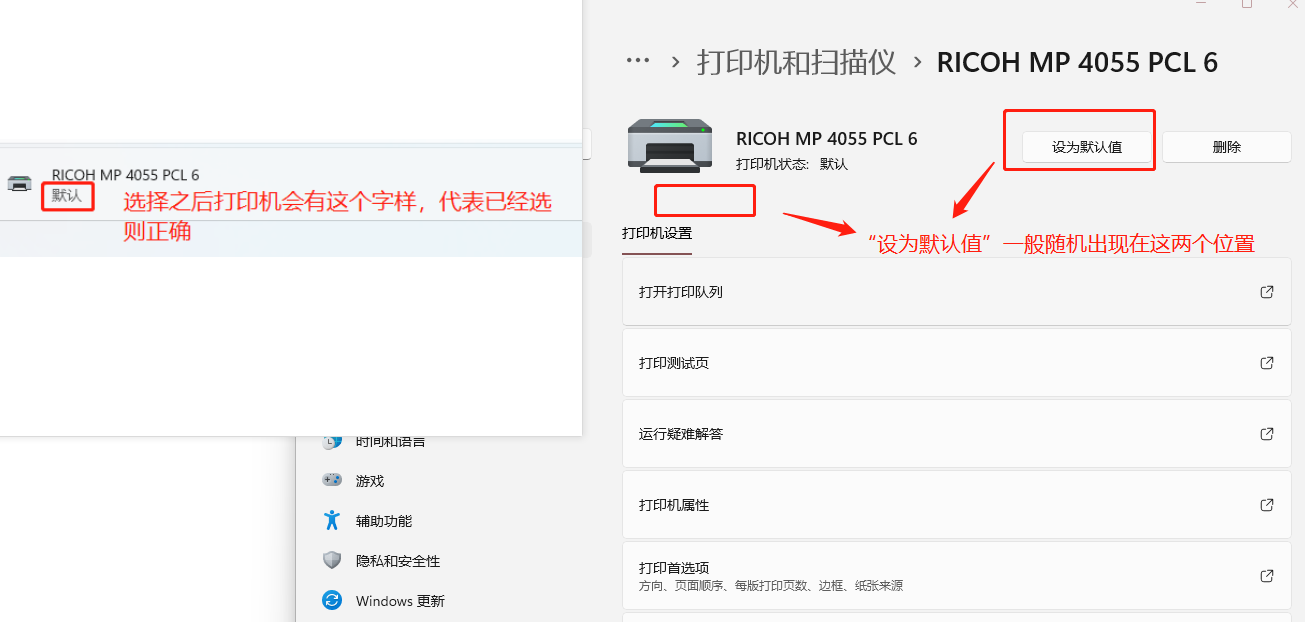 … > 打印机和扫描仪 > RICOH MP 4055 PCL 6
RICOH MP 4055 PCL 6
打印机状态: 默认
设为默认值
删除
RICOH MP 4055 PCL 6
默认
选择之后打印机会有这个字样，代表已经选
则正确
打印机设置
“设为默认值”一般随机出现在这两个位置
打开打印队列
打印测试页
运行疑难解答
打印机属性
打印首选项
方向、页面顺序、每版打印页数、边框、纸张来源
时间和语言
游戏
辅助功能
隐私和安全性
Windows 更新